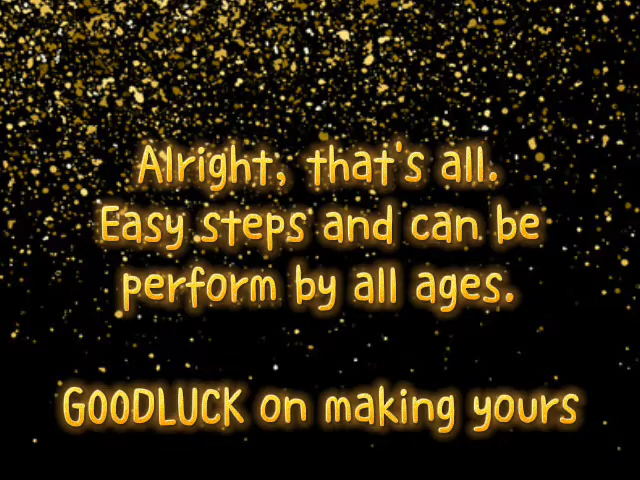 Alright, that's all.
Easy steps and can be
perform by all ages.
GOODLUCK on making yours